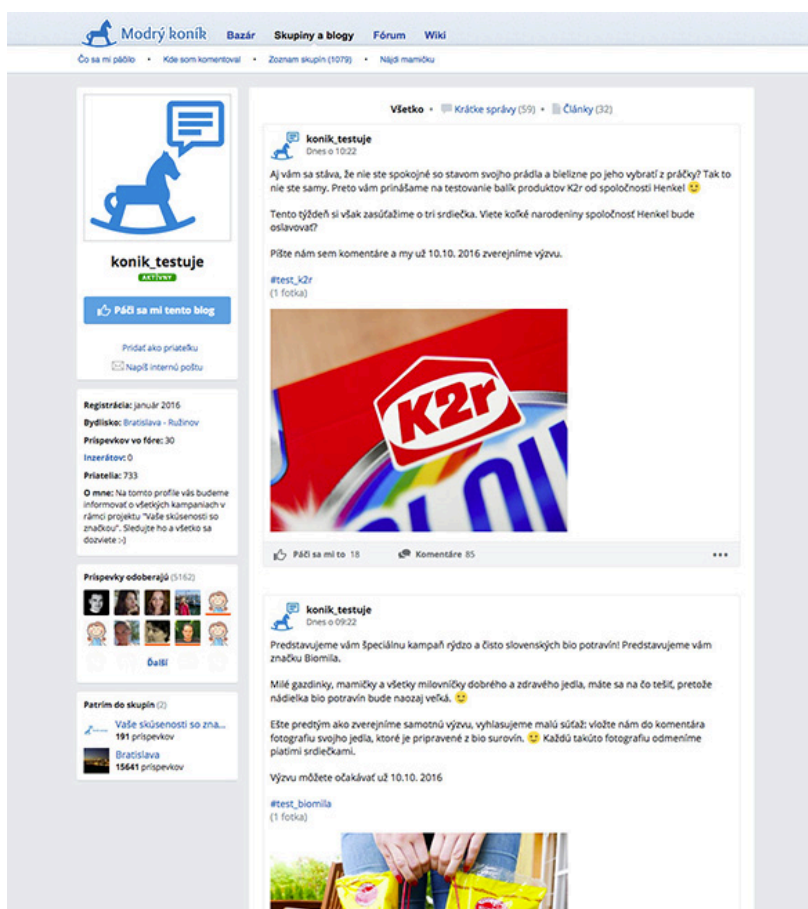 Modrý koník Bazár Skupiny a blogy Fórum Wiki
Čo sa mi páčilo • Kde som komentoval • Zoznam skupín (1079) • Nájdi mamičku
konik_testuje
AKTÍVNY
Páči sa mi tento blog
Pridať ako priateľku
Napíš internú poštu
Registrácia: január 2016
Bydlisko: Bratislava - Ružinov
Príspevkov vo fóre: 30
Inzerátov: 0
Priatelia: 733
O mne: Na tomto profile vás budeme
informovať o všetkých kampaniach v
rámci projektu "Vaše skúsenosti so
značkou". Sledujte ho a všetko sa
dozviete :-)
Príspevky odoberajú (5162)
Ďalší
Patrím do skupín (2)
Vaše skúsenosti so zna...
191 príspevkov
Bratislava
15641 príspevkov
Všetko • Krátke správy (59) • Články (32)
konik_testuje
Dnes o 10:22
Aj vám sa stáva, že nie ste spokojné so stavom svojho prádla a bielizne po jeho vybratí z práčky? Tak to
nie ste samy. Preto vám prinášame na testovanie balík produktov K2r od spoločnosti Henkel
Tento týždeň si však zasúťažíme o tri srdiečka. Viete koľké narodeniny spoločnosť Henkel bude
oslavovať?
Píšte nám sem komentáre a my už 10.10. 2016 zverejníme výzvu.
#test_k2r
(1 fotka)
K2r
Páči sa mi to 18 Komentáre 85
konik_testuje
Dnes o 09:22
Predstavujeme vám špeciálnu kampaň rýdzo a čisto slovenských bio potravín! Predstavujeme vám
značku Biomila.
Milé gazdinky, mamičky a všetky milovníčky dobrého a zdravého jedla, máte sa na čo tešiť, pretože
nádielka bio potravín bude naozaj veľká.
Ešte predtým ako zverejníme samotnú výzvu, vyhlasujeme malú súťaž: vložte nám do komentára
fotografiu svojho jedla, ktoré je pripravené z bio surovín. Každú takúto fotografiu odmeníme
piatimi srdiečkami.
Výzvu môžete očakávať už 10.10. 2016
#test_biomila
(1 fotka)